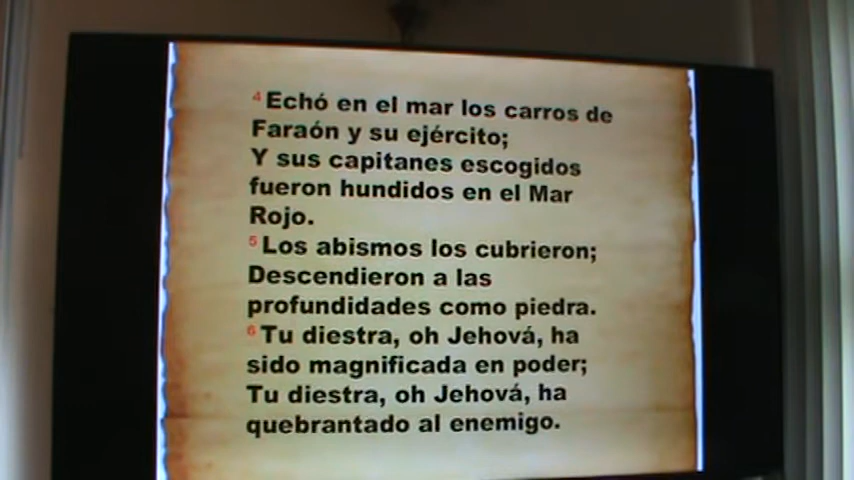 4 Echó en el mar los carros de
Faraón y su ejército;
Y sus capitanes escogidos
fueron hundidos en el Mar
Rojo.
5 Los abismos los cubrieron;
Descendieron a las
profundidades como piedra.
6 Tu diestra, oh Jehová, ha
sido magnificada en poder;
Tu diestra, oh Jehová, ha
quebrantado al enemigo.